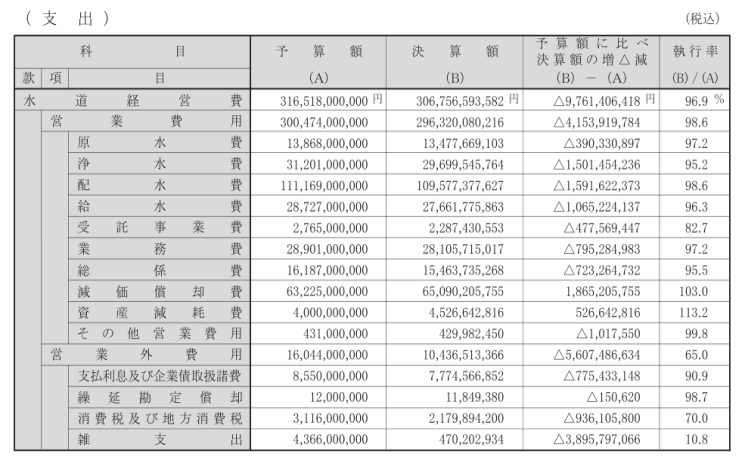 (支 出)
(税込)
科 目 予 算 額 (A) 決 算 額 (B) 予算額に比べ決算額の増△減 (B) － (A) 執行率 (B)/(A)
款 項 目
水道経営費 316,518,000,000円 306,756,593,582円 △9,761,406,418円 96.9%
営業費用 300,474,000,000 296,320,080,216 △4,153,919,784 98.6
原水費 13,868,000,000 13,477,669,103 △390,330,897 97.2
浄水費 31,201,000,000 29,699,545,764 △1,501,454,236 95.2
配水費 111,169,000,000 109,577,377,627 △1,591,622,373 98.6
給水費 28,727,000,000 27,661,775,863 △1,065,224,137 96.3
受託事業費 2,765,000,000 2,287,430,553 △477,569,447 82.7
業務費 28,901,000,000 28,105,715,017 △795,284,983 97.2
総係費 16,187,000,000 15,463,735,268 △723,264,732 95.5
減価償却費 63,225,000,000 65,090,205,755 1,865,205,755 103.0
資産減耗費 4,000,000,000 4,526,642,816 526,642,816 113.2
その他営業費用 431,000,000 429,982,450 △1,017,550 99.8
営業外費用 16,044,000,000 10,436,513,366 △5,607,486,634 65.0
支払利息及び企業債取扱諸費 8,550,000,000 7,774,566,852 △775,433,148 90.9
繰延勘定償却 12,000,000 11,849,380 △150,620 98.7
消費税及び地方消費税 3,116,000,000 2,179,894,200 △936,105,800 70.0
雑支出 4,366,000,000 470,202,934 △3,895,797,066 10.8